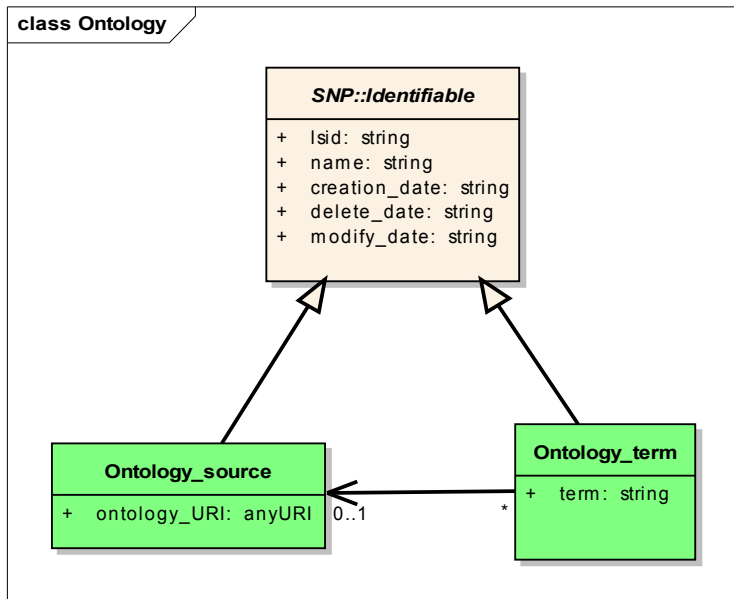 class Ontology
SNP::Identifiable
+ lsid: string
+ name: string
+ creation_date: string
+ delete_date: string
+ modify_date: string
Ontology_source
+ ontology_URI: anyURI
Ontology_term
+ term: string
0..1
*